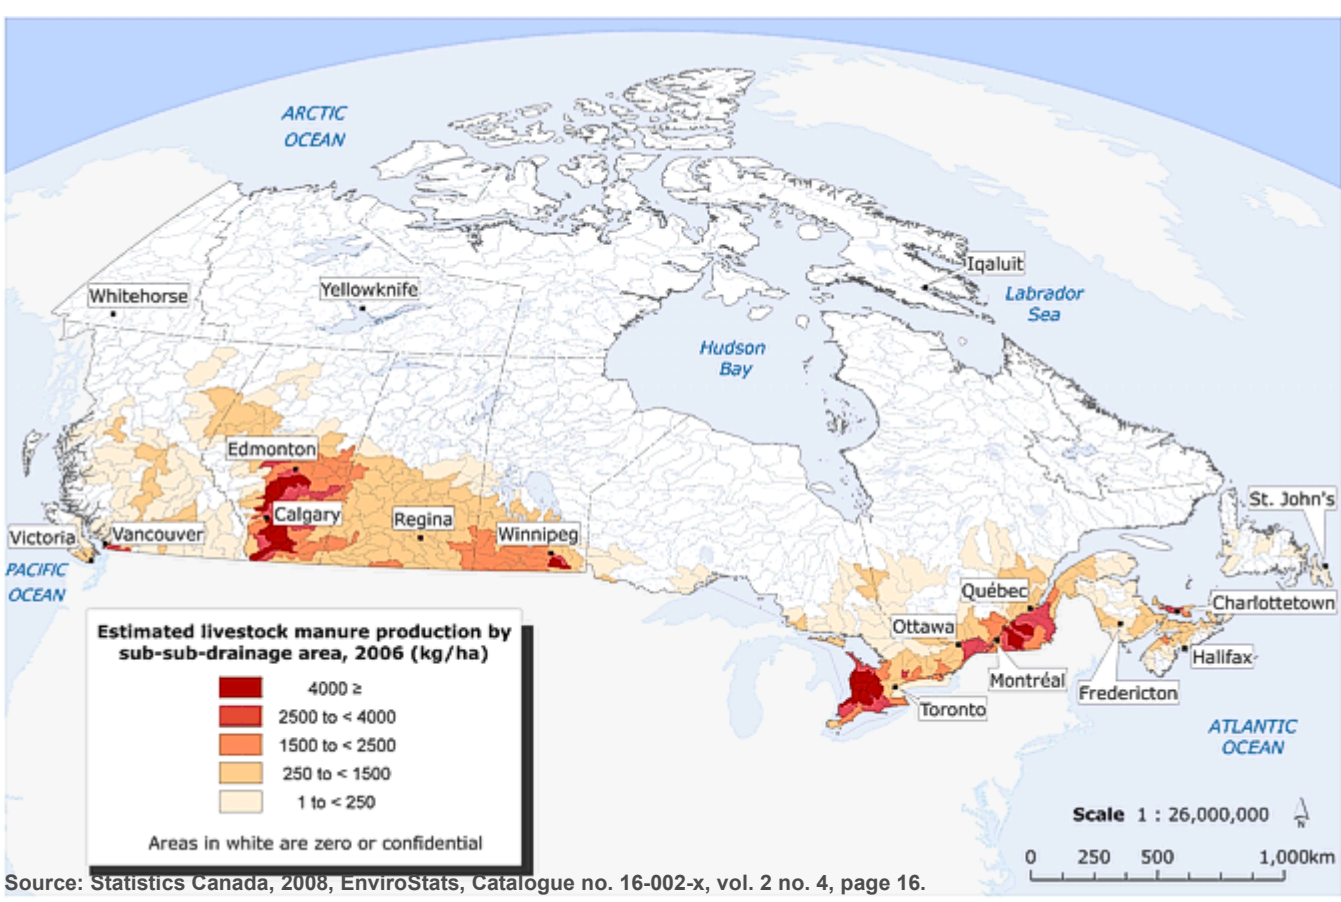 ARCTIC
OCEAN
Iqaluit
Whitehorse
Yellowknife
Labrador
Sea
Hudson
Bay
Edmonton
St. John's
Calgary
Regina
Winnipeg
Victoria
Vancouver
PACIFIC
OCEAN
Québec
Charlottetown
Ottawa
Halifax
Montréal
Fredericton
Toronto
ATLANTIC
OCEAN
Estimated livestock manure production by
sub-sub-drainage area, 2006 (kg/ha)
4000 ≥
2500 to < 4000
1500 to < 2500
250 to < 1500
1 to < 250
Areas in white are zero or confidential
Scale 1 : 26,000,000
N
0 250 500 1,000km
Source: Statistics Canada, 2008, EnviroStats, Catalogue no. 16-002-x, vol. 2 no. 4, page 16.